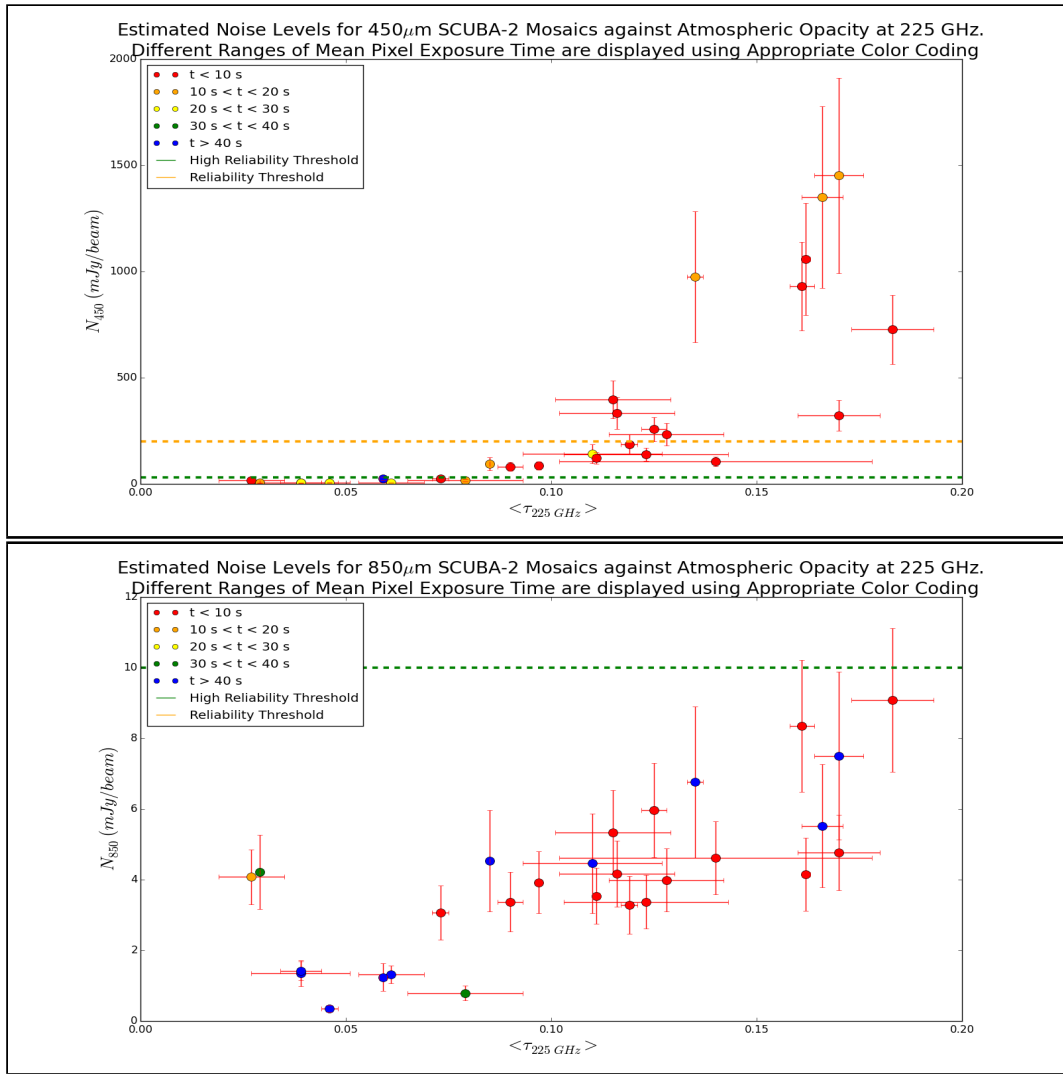 Estimated Noise Levels for 450μm SCUBA-2 Mosaics against Atmospheric Opacity at 225 GHz.
Different Ranges of Mean Pixel Exposure Time are displayed using Appropriate Color Coding
2000
1500
1000
500
0
N_450 (mJy/beam)
t < 10 s
10 s < t < 20 s
20 s < t < 30 s
30 s < t < 40 s
t > 40 s
High Reliability Threshold
Reliability Threshold
0.00 0.05 0.10 0.15 0.20
<τ_225 GHz>
Estimated Noise Levels for 850μm SCUBA-2 Mosaics against Atmospheric Opacity at 225 GHz.
Different Ranges of Mean Pixel Exposure Time are displayed using Appropriate Color Coding
12
10
8
6
4
2
0
N_850 (mJy/beam)
t < 10 s
10 s < t < 20 s
20 s < t < 30 s
30 s < t < 40 s
t > 40 s
High Reliability Threshold
Reliability Threshold
0.00 0.05 0.10 0.15 0.20
<τ_225 GHz>